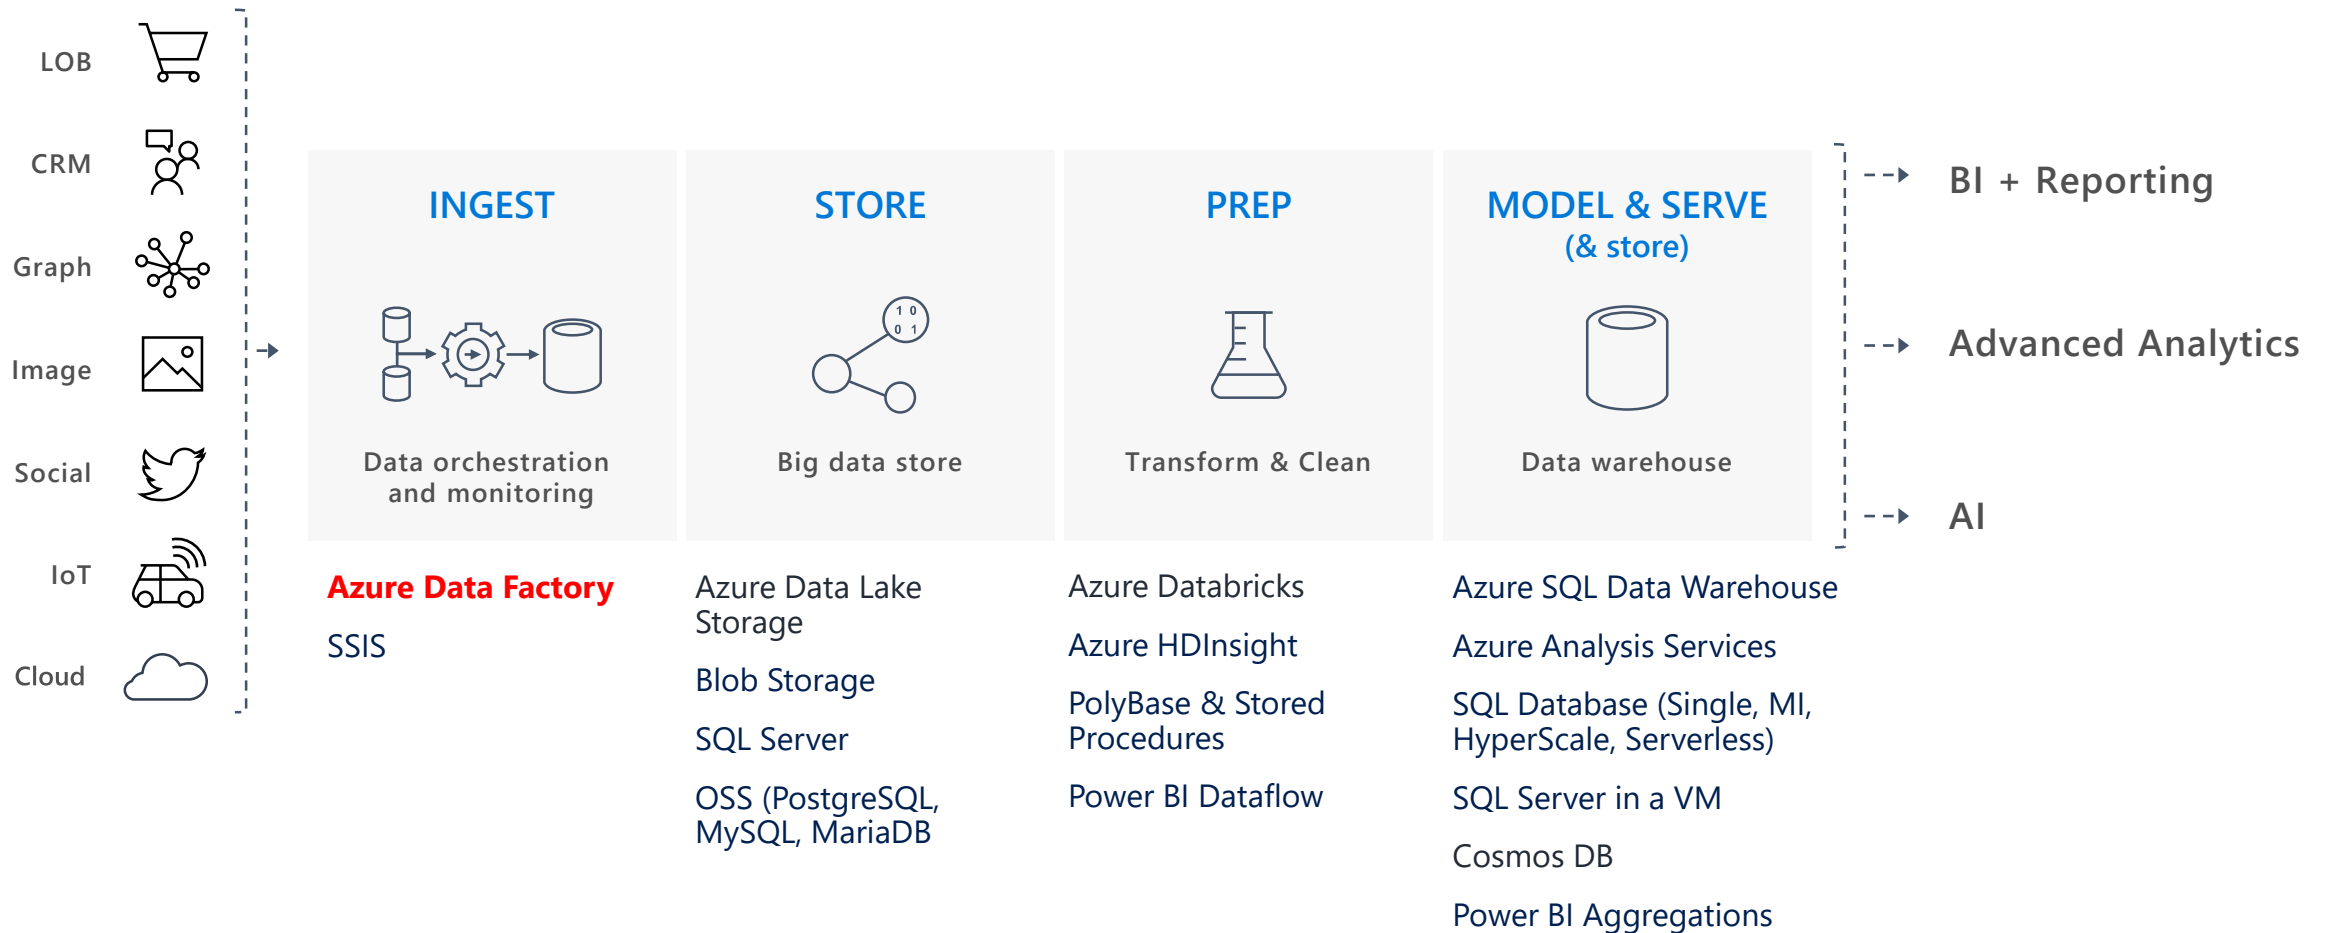 LOB
CRM
Graph
Image
Social
IoT
Cloud
INGEST
Data orchestration
and monitoring
Azure Data Factory
SSIS
STORE
1 0
0 1
Big data store
Azure Data Lake
Storage
Blob Storage
SQL Server
OSS (PostgreSQL,
MySQL, MariaDB
PREP
Transform & Clean
Azure Databricks
Azure HDInsight
PolyBase & Stored
Procedures
Power BI Dataflow
MODEL & SERVE
(& store)
Data warehouse
Azure SQL Data Warehouse
Azure Analysis Services
SQL Database (Single, MI,
HyperScale, Serverless)
SQL Server in a VM
Cosmos DB
Power BI Aggregations
BI + Reporting
Advanced Analytics
AI